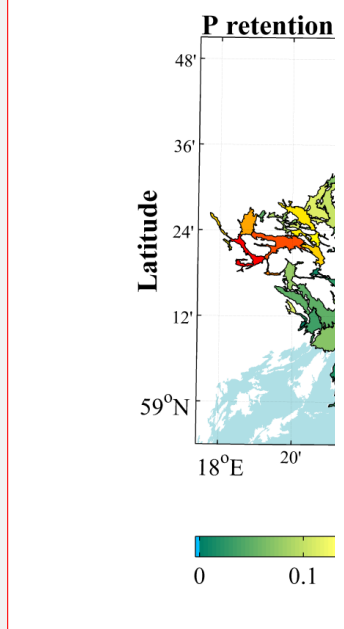 P retention
48'
36'
24'
12'
59°N
Latitude
18°E
20'
0
0.1